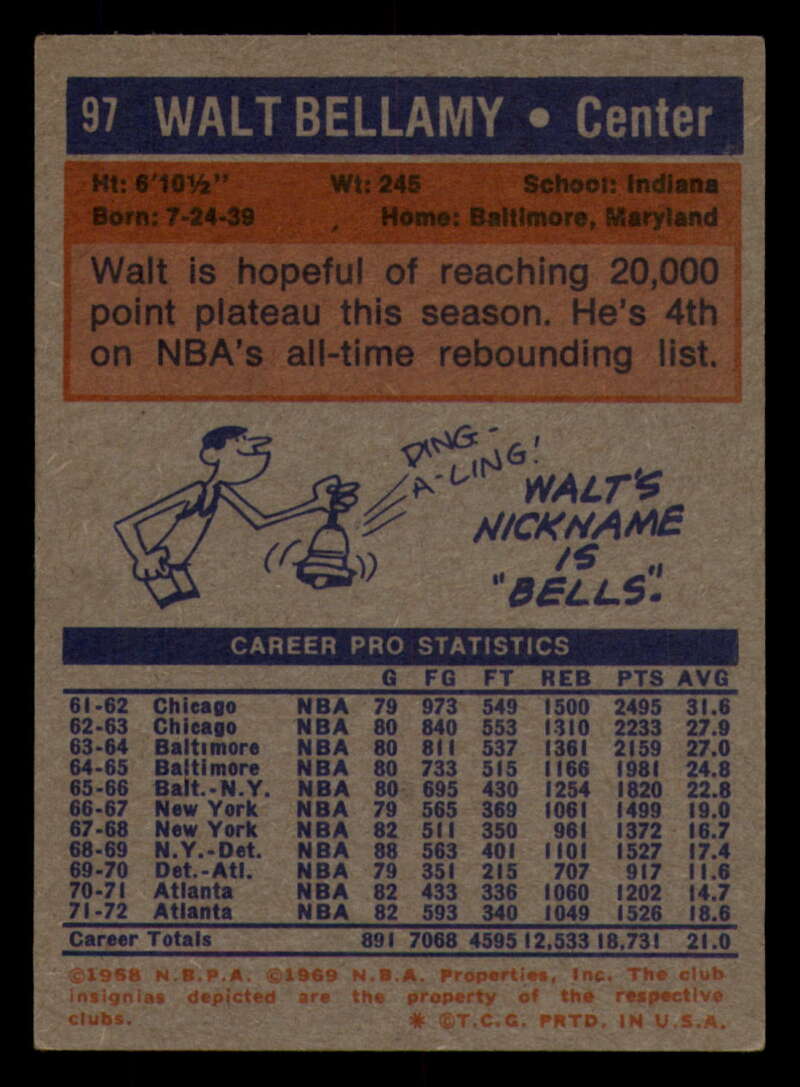 97 WALT BELLAMY • Center
Ht: 6'10½" Wt: 245 School: Indiana
Born: 7-24-39 Home: Baltimore, Maryland
Walt is hopeful of reaching 20,000
point plateau this season. He's 4th
on NBA's all-time rebounding list.
DING-
A-LING!
WALT'S
NICKNAME
IS
"BELLS".
CAREER PRO STATISTICS
G FG FT REB PTS AVG
61-62 Chicago NBA 79 973 549 1500 2495 31.6
62-63 Chicago NBA 80 840 553 1310 2233 27.9
63-64 Baltimore NBA 80 811 537 1361 2159 27.0
64-65 Baltimore NBA 80 733 515 1166 1981 24.8
65-66 Balt.-N.Y. NBA 80 695 430 1254 1820 22.8
66-67 New York NBA 79 565 369 1061 1499 19.0
67-68 New York NBA 82 511 350 961 1372 16.7
68-69 N.Y.-Det. NBA 88 563 401 1101 1527 17.4
69-70 Det.-Atl. NBA 79 351 215 707 917 11.6
70-71 Atlanta NBA 82 433 336 1060 1202 14.7
71-72 Atlanta NBA 82 593 340 1049 1526 18.6
Career Totals 891 7068 4595 12,533 18,731 21.0
©1968 N.B.P.A. ©1969 N.B.A. Properties, Inc. The club
insignias depicted are the property of the respective
clubs. * ©T.C.G. PRTD. IN U.S.A.